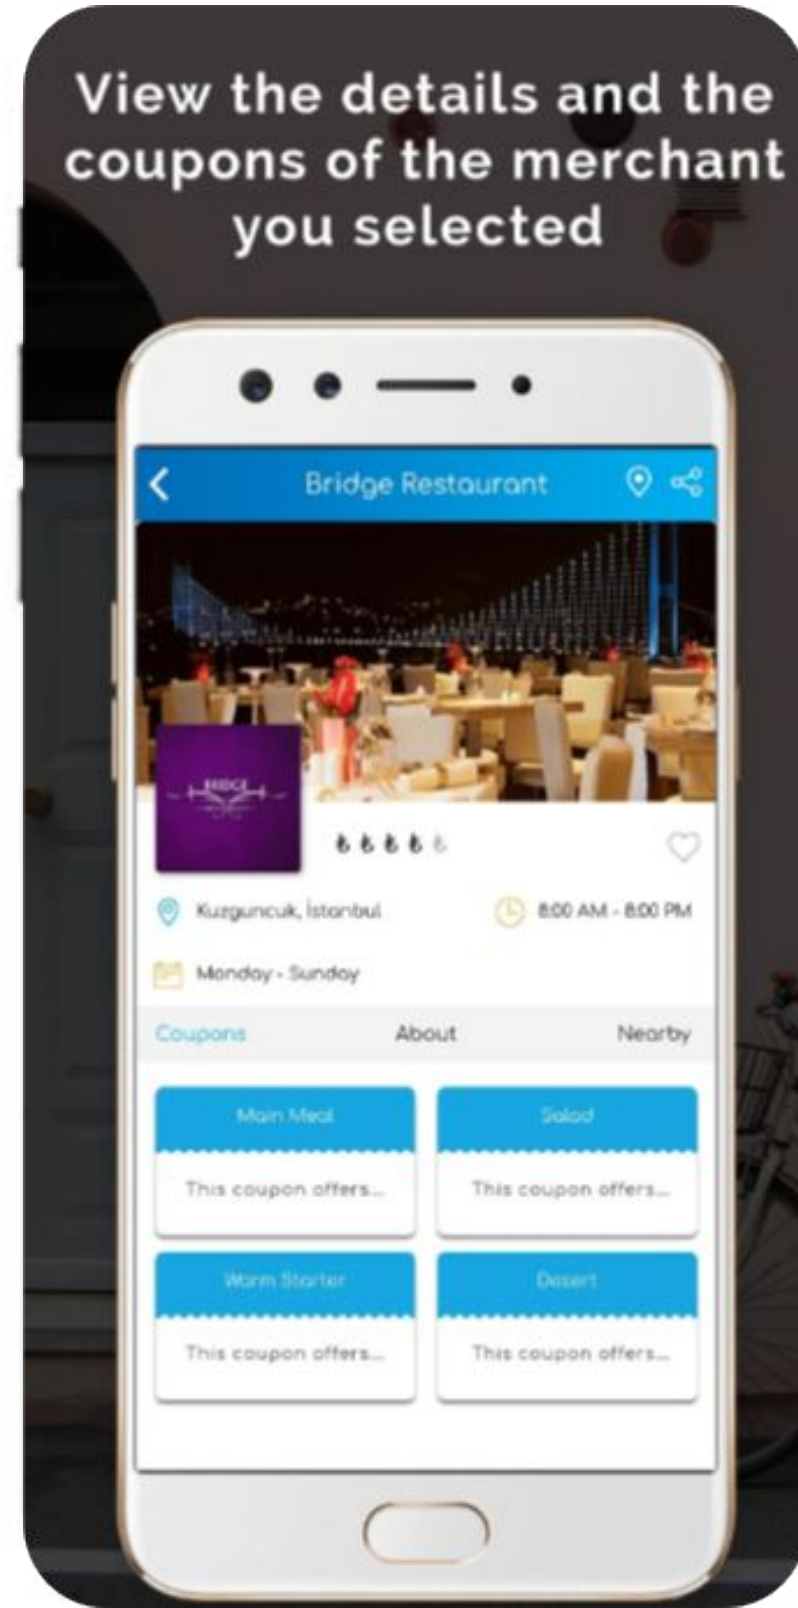 View the details and the
coupons of the merchant
you selected
Bridge Restaurant
BRIDGE
₺ ₺ ₺ ₺ ₺
Kuzguncuk, İstanbul
8:00 AM - 8:00 PM
Monday - Sunday
Coupons About Nearby
Main Meal Salad
This coupon offers... This coupon offers...
Warm Starter Desert
This coupon offers... This coupon offers...